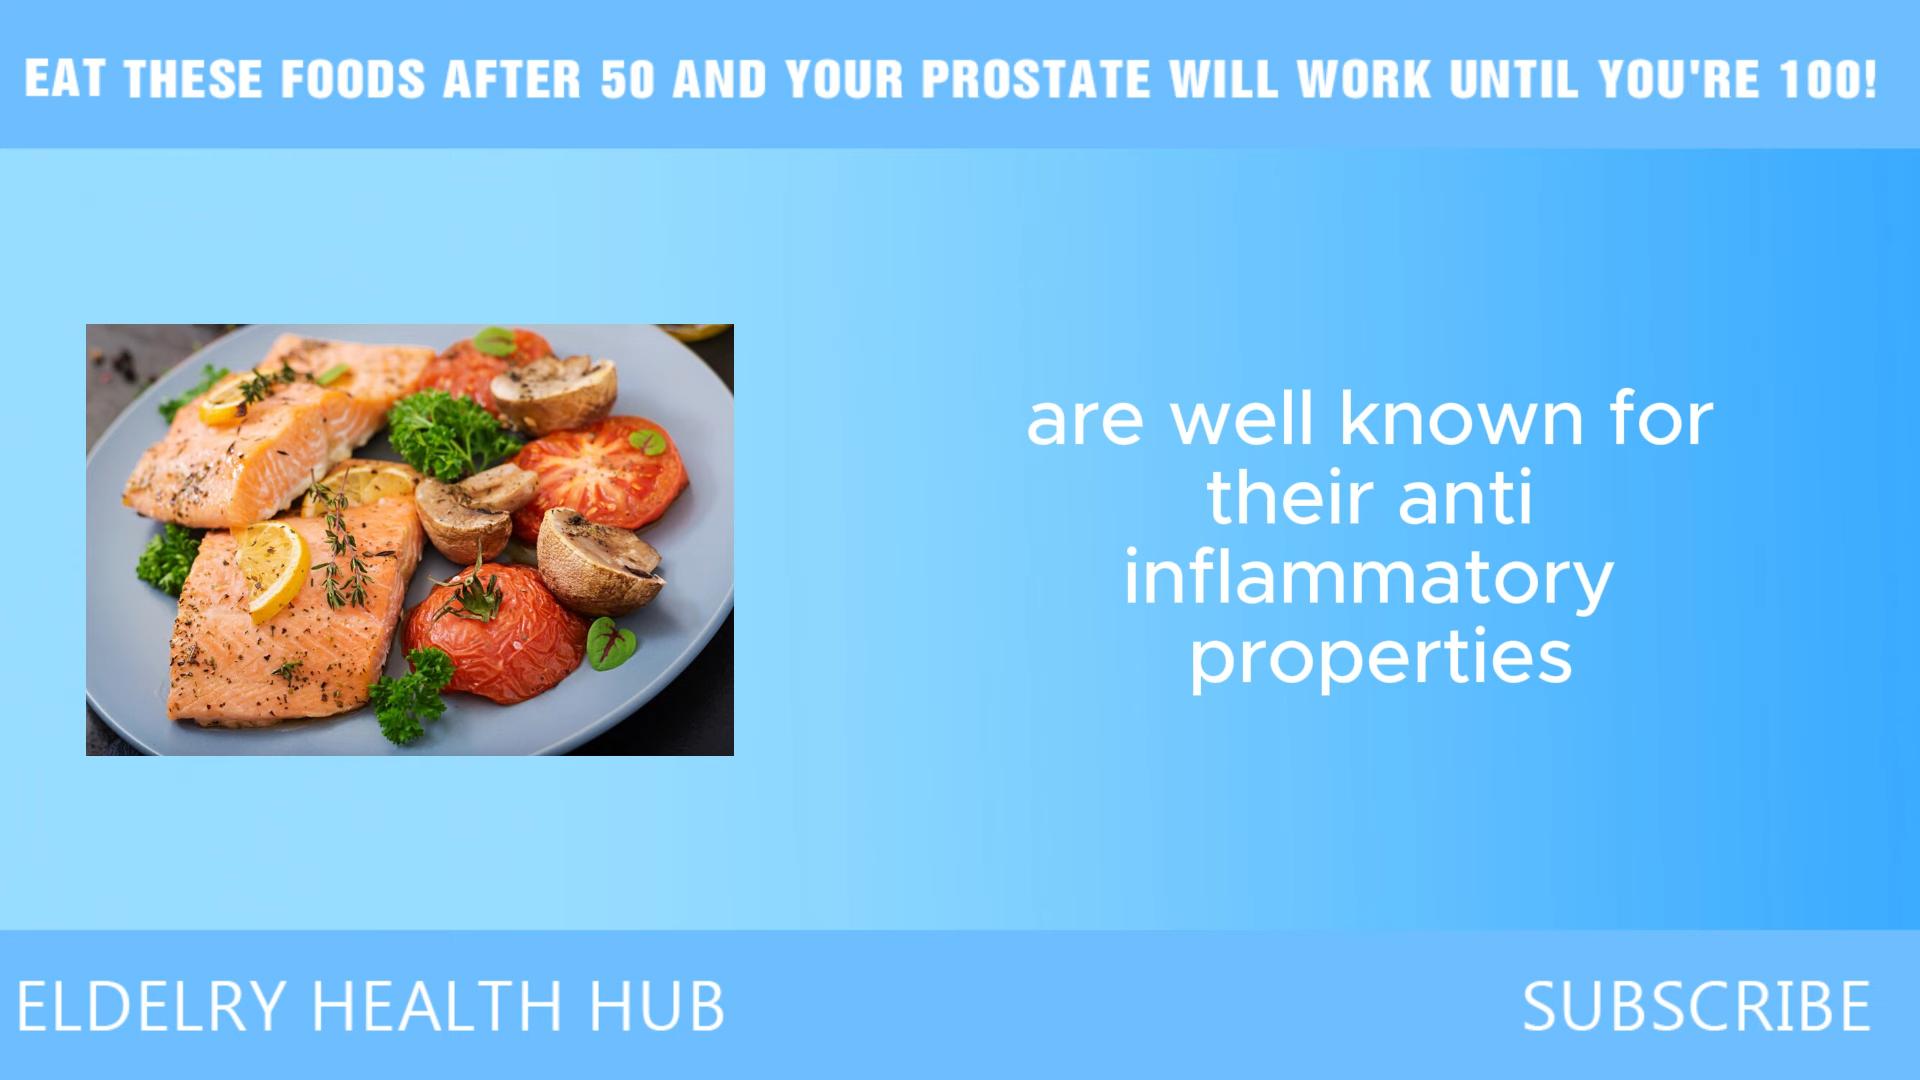 EAT THESE FOODS AFTER 50 AND YOUR PROSTATE WILL WORK UNTIL YOU'RE 100!
are well known for
their anti
inflammatory
properties
ELDELRY HEALTH HUB
SUBSCRIBE